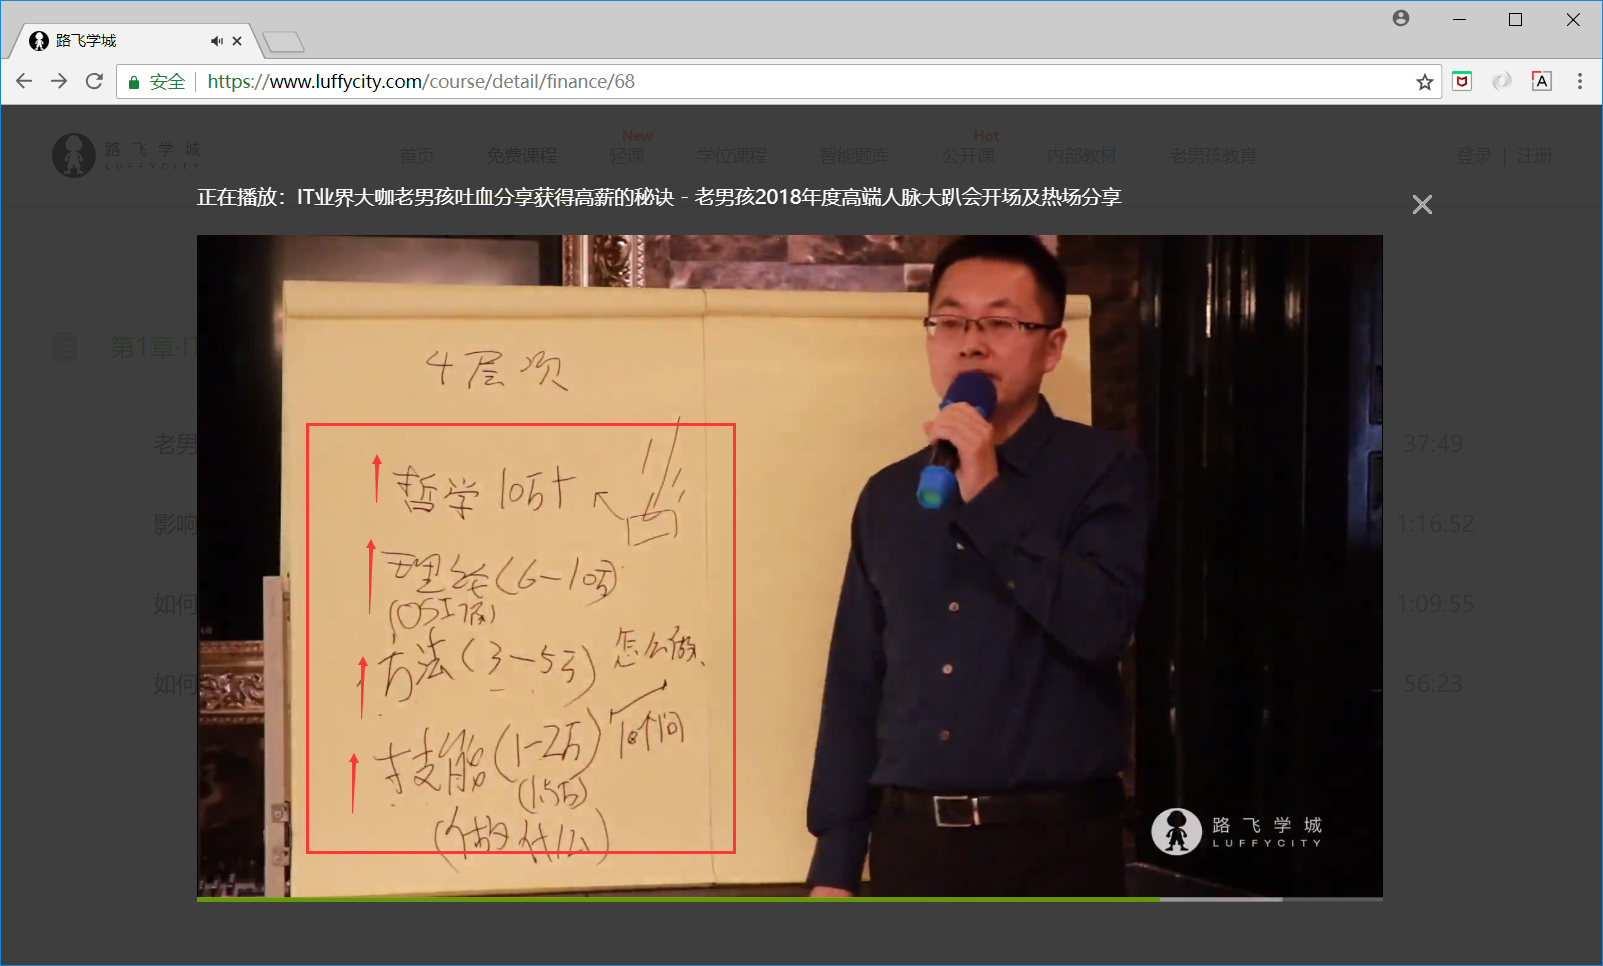 路飞学城
安全 https://www.luffycity.com/course/detail/finance/68
路飞学城
LUFFYCITY
首页
免费课程
New
轻课
学位课程
智能题库
Hot
公开课
内部教材
老男孩教育
登录 | 注册
正在播放：IT业界大咖老男孩吐血分享获得高薪的秘诀 - 老男孩2018年度高端人脉大趴会开场及热场分享
第1章·IT
4层次
哲学 10万+
理论(6-10万)
(OSI7层)
方法(3-5万) 怎么做
技能(1-2万) 时间
(1.5万)
(做什么)
老男
37:49
影响
1:16:52
如何
1:09:55
如何
56:23
路飞学城
LUFFYCITY